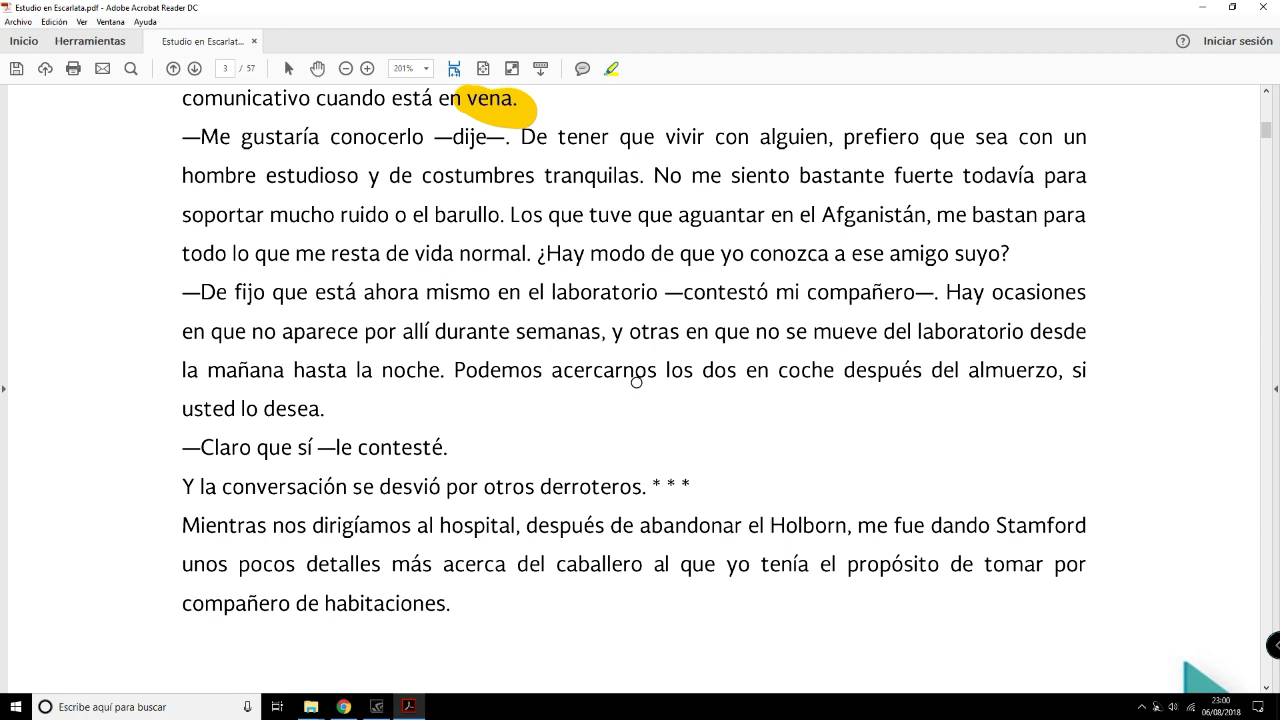 Estudio en Escarlata.pdf - Adobe Acrobat Reader DC
Archivo Edición Ver Ventana Ayuda
Inicio Herramientas Estudio en Escarlat... × Iniciar sesión
3 / 57 201%
comunicativo cuando está en vena.
—Me gustaría conocerlo —dije—. De tener que vivir con alguien, prefiero que sea con un
hombre estudioso y de costumbres tranquilas. No me siento bastante fuerte todavía para
soportar mucho ruido o el barullo. Los que tuve que aguantar en el Afganistán, me bastan para
todo lo que me resta de vida normal. ¿Hay modo de que yo conozca a ese amigo suyo?
—De fijo que está ahora mismo en el laboratorio —contestó mi compañero—. Hay ocasiones
en que no aparece por allí durante semanas, y otras en que no se mueve del laboratorio desde
la mañana hasta la noche. Podemos acercarnos los dos en coche después del almuerzo, si
usted lo desea.
—Claro que sí —le contesté.
Y la conversación se desvió por otros derroteros. * * *
Mientras nos dirigíamos al hospital, después de abandonar el Holborn, me fue dando Stamford
unos pocos detalles más acerca del caballero al que yo tenía el propósito de tomar por
compañero de habitaciones.
Escribe aquí para buscar
23:00
06/08/2018